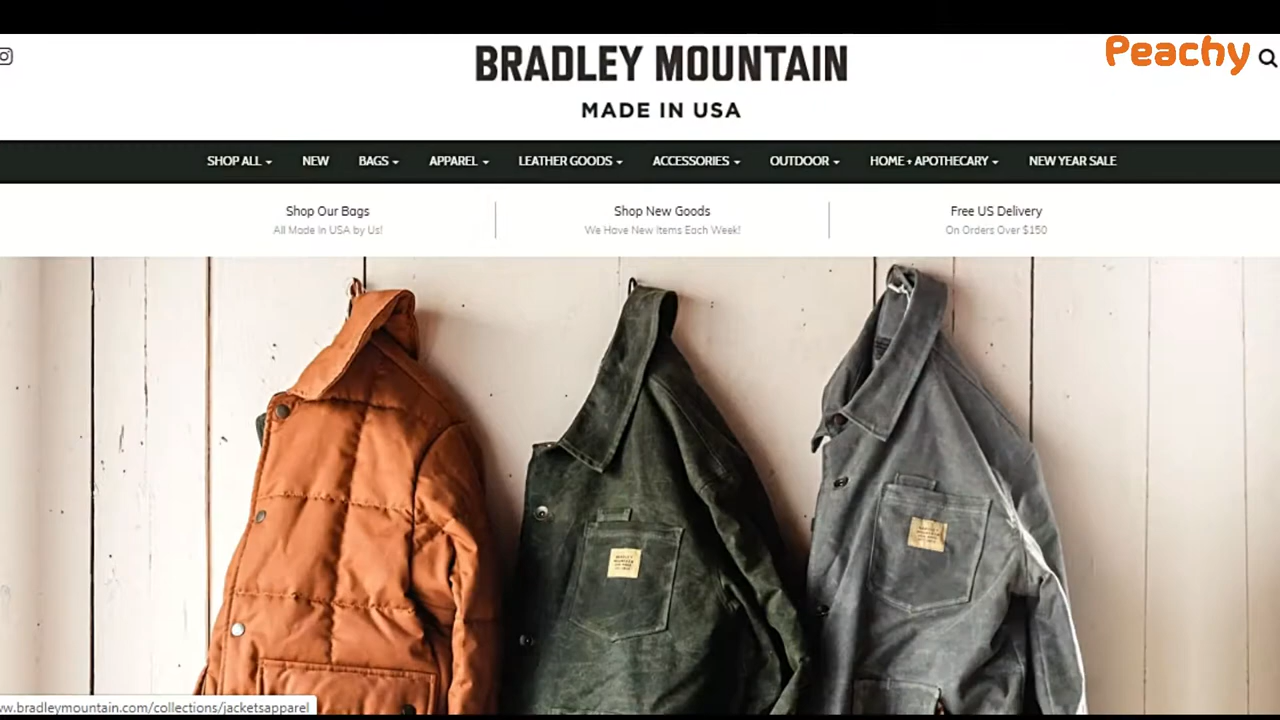 Peachy
BRADLEY MOUNTAIN
MADE IN USA
SHOP ALL NEW BAGS APPAREL LEATHER GOODS ACCESSORIES OUTDOOR HOME + APOTHECARY NEW YEAR SALE
Shop Our Bags
All Made In USA by Us!
Shop New Goods
We Have New Items Each Week!
Free US Delivery
On Orders Over $150
ww.bradleymountain.com/collections/jacketsapparel